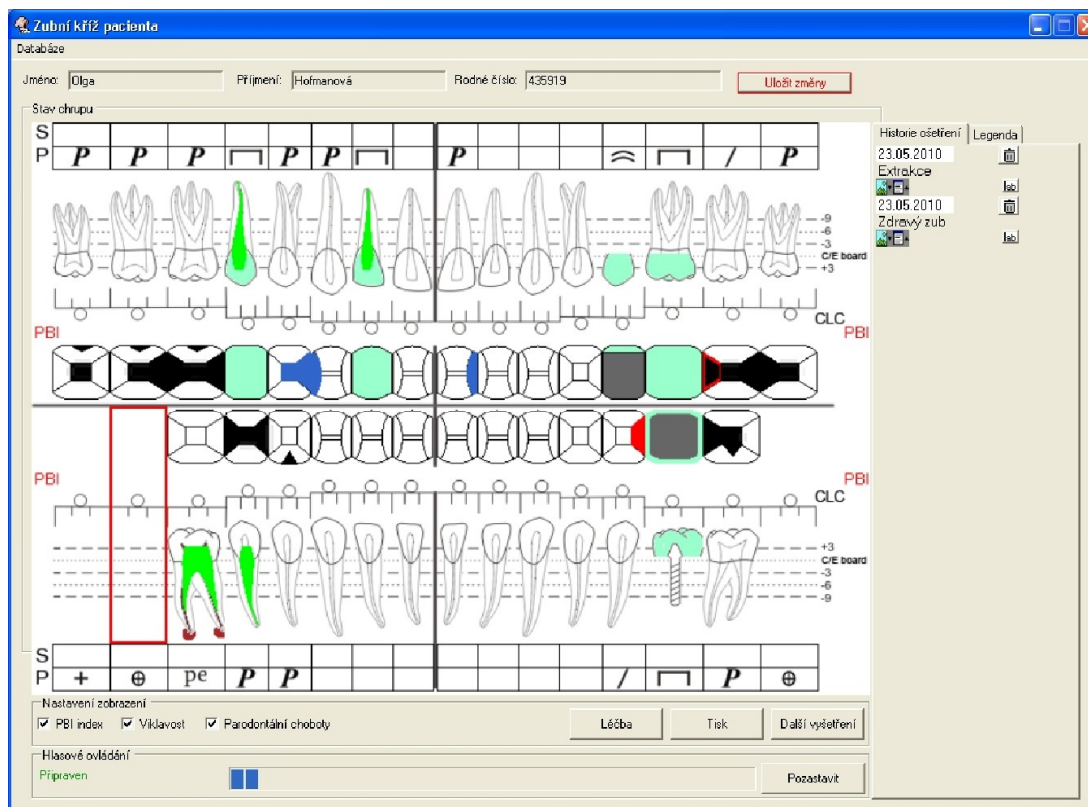 Zubní kříž pacienta
Databáze
Jméno: Olga Příjmení: Hofmanová Rodné číslo: 435919 Uložit změny
Stav chrupu
Historie ošetření Legenda
S
P P P P P P P / P
23.05.2010
Extrakce
lab
23.05.2010
Zdravý zub
lab
-9
-6
-3
C/E board
+3
CLC
PBI PBI
PBI PBI
CLC
+3
C/E board
-3
-6
-9
S
P + ⊕ pe P P / P ⊕
Nastavení zobrazení
PBI index Viklavost Parodontální choboty Léčba Tisk Další vyšetření
Hlasové ovládání
Připraven Pozastavit